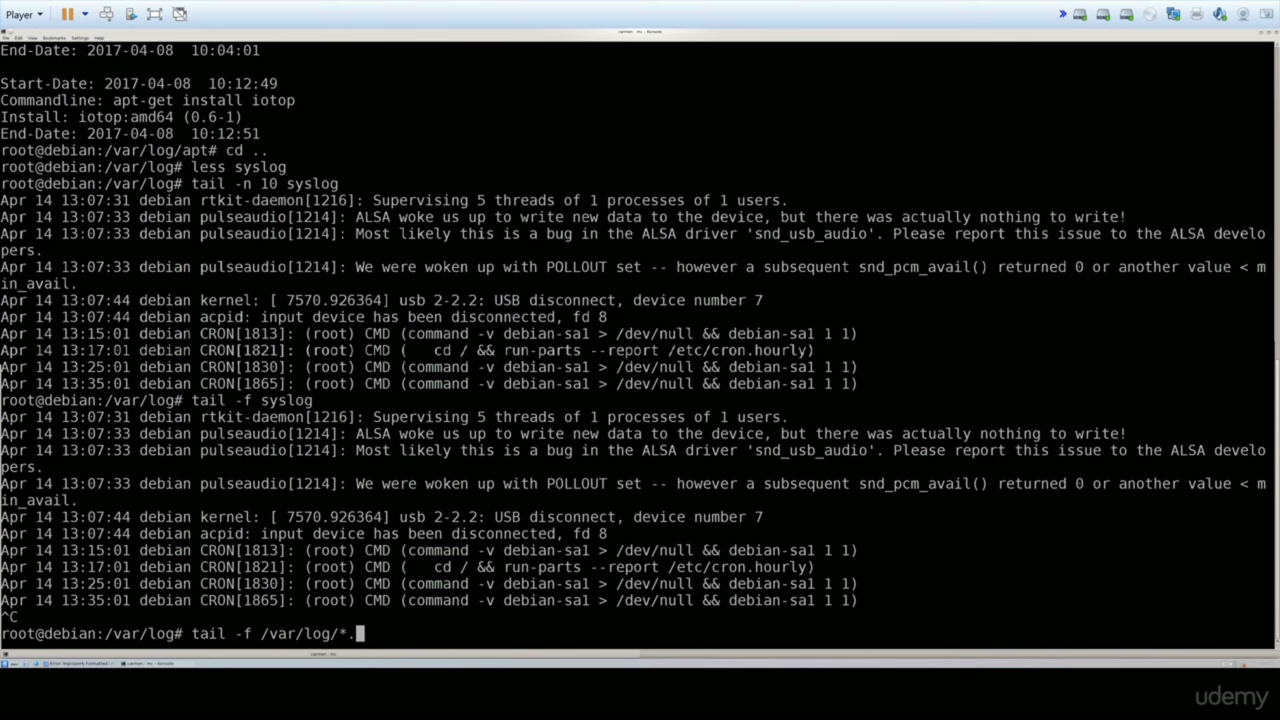 Player
File Edit View Bookmarks Settings Help
carmen : mc - Konsole
End-Date: 2017-04-08  10:04:01
Start-Date: 2017-04-08  10:12:49
Commandline: apt-get install iotop
Install: iotop:amd64 (0.6-1)
End-Date: 2017-04-08  10:12:51
root@debian:/var/log/apt# cd ..
root@debian:/var/log# less syslog
root@debian:/var/log# tail -n 10 syslog
Apr 14 13:07:31 debian rtkit-daemon[1216]: Supervising 5 threads of 1 processes of 1 users.
Apr 14 13:07:33 debian pulseaudio[1214]: ALSA woke us up to write new data to the device, but there was actually nothing to write!
Apr 14 13:07:33 debian pulseaudio[1214]: Most likely this is a bug in the ALSA driver 'snd_usb_audio'. Please report this issue to the ALSA develo
pers.
Apr 14 13:07:33 debian pulseaudio[1214]: We were woken up with POLLOUT set -- however a subsequent snd_pcm_avail() returned 0 or another value < m
in_avail.
Apr 14 13:07:44 debian kernel: [ 7570.926364] usb 2-2.2: USB disconnect, device number 7
Apr 14 13:07:44 debian acpid: input device has been disconnected, fd 8
Apr 14 13:15:01 debian CRON[1813]: (root) CMD (command -v debian-sa1 > /dev/null && debian-sa1 1 1)
Apr 14 13:17:01 debian CRON[1821]: (root) CMD (   cd / && run-parts --report /etc/cron.hourly)
Apr 14 13:25:01 debian CRON[1830]: (root) CMD (command -v debian-sa1 > /dev/null && debian-sa1 1 1)
Apr 14 13:35:01 debian CRON[1865]: (root) CMD (command -v debian-sa1 > /dev/null && debian-sa1 1 1)
root@debian:/var/log# tail -f syslog
Apr 14 13:07:31 debian rtkit-daemon[1216]: Supervising 5 threads of 1 processes of 1 users.
Apr 14 13:07:33 debian pulseaudio[1214]: ALSA woke us up to write new data to the device, but there was actually nothing to write!
Apr 14 13:07:33 debian pulseaudio[1214]: Most likely this is a bug in the ALSA driver 'snd_usb_audio'. Please report this issue to the ALSA develo
pers.
Apr 14 13:07:33 debian pulseaudio[1214]: We were woken up with POLLOUT set -- however a subsequent snd_pcm_avail() returned 0 or another value < m
in_avail.
Apr 14 13:07:44 debian kernel: [ 7570.926364] usb 2-2.2: USB disconnect, device number 7
Apr 14 13:07:44 debian acpid: input device has been disconnected, fd 8
Apr 14 13:15:01 debian CRON[1813]: (root) CMD (command -v debian-sa1 > /dev/null && debian-sa1 1 1)
Apr 14 13:17:01 debian CRON[1821]: (root) CMD (   cd / && run-parts --report /etc/cron.hourly)
Apr 14 13:25:01 debian CRON[1830]: (root) CMD (command -v debian-sa1 > /dev/null && debian-sa1 1 1)
Apr 14 13:35:01 debian CRON[1865]: (root) CMD (command -v debian-sa1 > /dev/null && debian-sa1 1 1)
^C
root@debian:/var/log# tail -f /var/log/*.
carmen : mc
Error: Improperly Formatted carmen : mc - Konsole
udemy